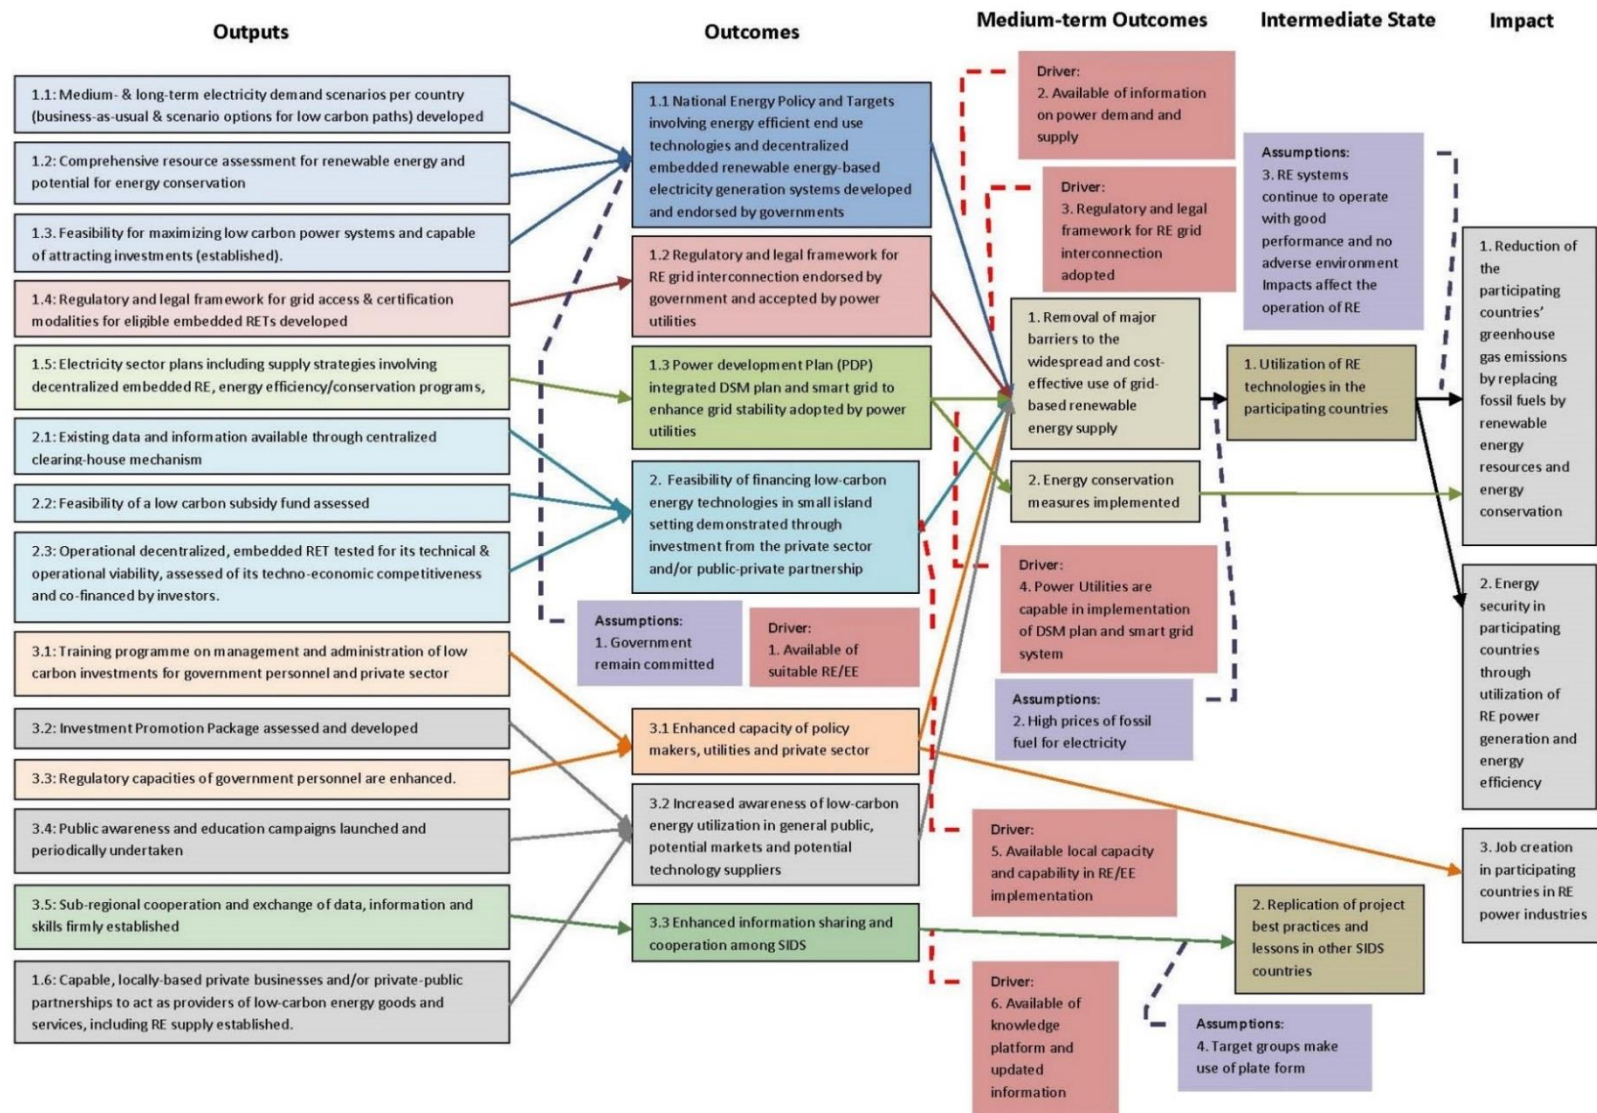 Outputs
Outcomes
Medium-term Outcomes
Intermediate State
Impact
1.1: Medium- & long-term electricity demand scenarios per country
(business-as-usual & scenario options for low carbon paths) developed
1.2: Comprehensive resource assessment for renewable energy and
potential for energy conservation
1.3. Feasibility for maximizing low carbon power systems and capable
of attracting investments (established).
1.4: Regulatory and legal framework for grid access & certification
modalities for eligible embedded RETs developed
1.5: Electricity sector plans including supply strategies involving
decentralized embedded RE, energy efficiency/conservation programs,
2.1: Existing data and information available through centralized
clearing-house mechanism
2.2: Feasibility of a low carbon subsidy fund assessed
2.3: Operational decentralized, embedded RET tested for its technical &
operational viability, assessed of its techno-economic competitiveness
and co-financed by investors.
3.1: Training programme on management and administration of low
carbon investments for government personnel and private sector
3.2: Investment Promotion Package assessed and developed
3.3: Regulatory capacities of government personnel are enhanced.
3.4: Public awareness and education campaigns launched and
periodically undertaken
3.5: Sub-regional cooperation and exchange of data, information and
skills firmly established
1.6: Capable, locally-based private businesses and/or private-public
partnerships to act as providers of low-carbon energy goods and
services, including RE supply established.
1.1 National Energy Policy and Targets
involving energy efficient end use
technologies and decentralized
embedded renewable energy-based
electricity generation systems developed
and endorsed by governments
1.2 Regulatory and legal framework for
RE grid interconnection endorsed by
government and accepted by power
utilities
1.3 Power development Plan (PDP)
integrated DSM plan and smart grid to
enhance grid stability adopted by power
utilities
2. Feasibility of financing low-carbon
energy technologies in small island
setting demonstrated through
investment from the private sector
and/or public-private partnership
Assumptions:
1. Government
remain committed
Driver:
1. Available of
suitable RE/EE
3.1 Enhanced capacity of policy
makers, utilities and private sector
3.2 Increased awareness of low-carbon
energy utilization in general public,
potential markets and potential
technology suppliers
3.3 Enhanced information sharing and
cooperation among SIDS
Driver:
2. Available of information
on power demand and
supply
Driver:
3. Regulatory and legal
framework for RE grid
interconnection
adopted
1. Removal of major
barriers to the
widespread and cost-
effective use of grid-
based renewable
energy supply
2. Energy conservation
measures implemented
Driver:
4. Power Utilities are
capable in implementation
of DSM plan and smart grid
system
Assumptions:
2. High prices of fossil
fuel for electricity
Driver:
5. Available local capacity
and capability in RE/EE
implementation
Driver:
6. Available of
knowledge
platform and
updated
information
Assumptions:
3. RE systems
continue to operate
with good
performance and no
adverse environment
Impacts affect the
operation of RE
1. Utilization of RE
technologies in the
participating countries
2. Replication of project
best practices and
lessons in other SIDS
countries
Assumptions:
4. Target groups make
use of plate form
1. Reduction of
the
participating
countries'
greenhouse
gas emissions
by replacing
fossil fuels by
renewable
energy
resources and
energy
conservation
2. Energy
security in
participating
countries
through
utilization of
RE power
generation and
energy
efficiency
3. Job creation
in participating
countries in RE
power industries